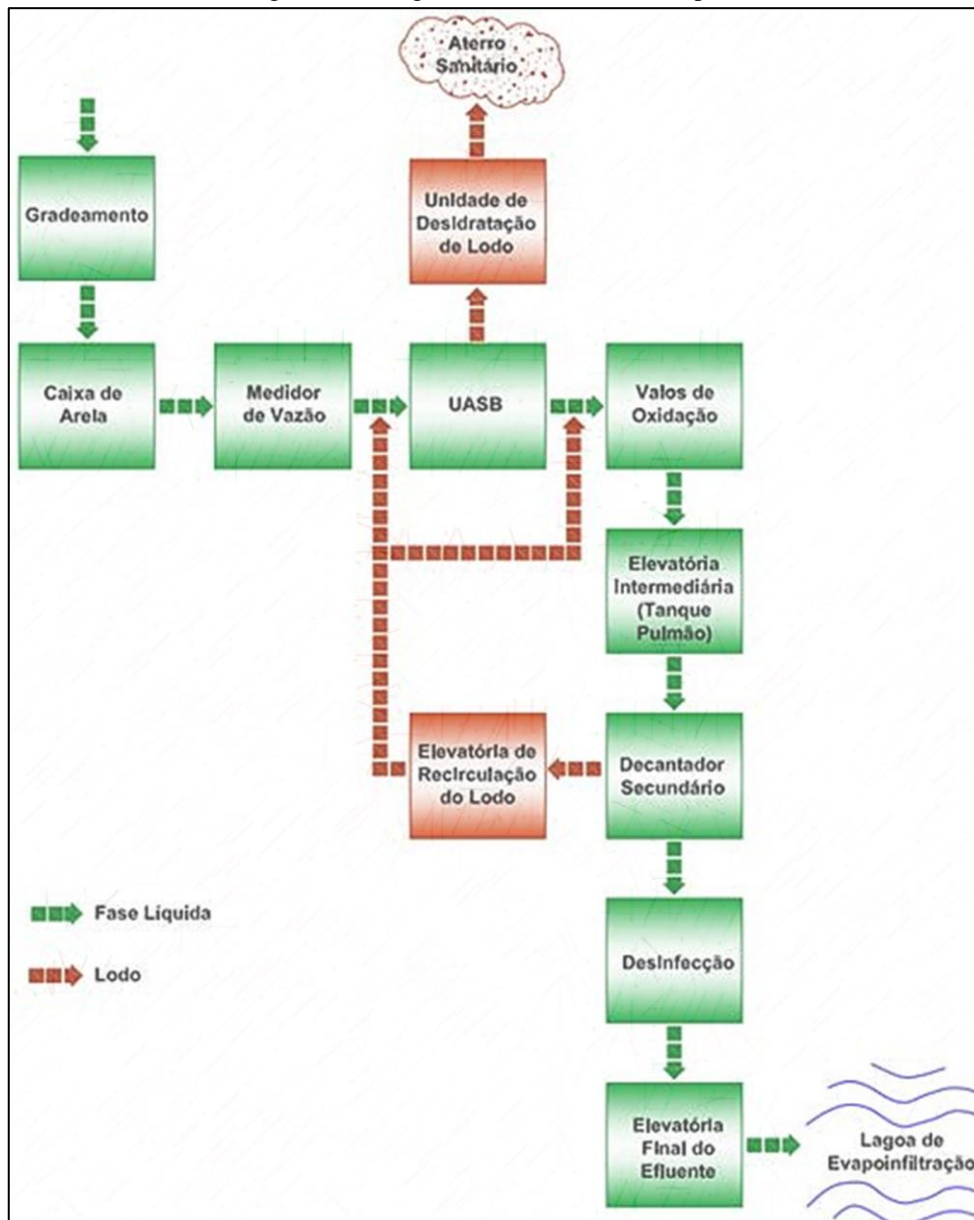 Aterro
Sanitário
Gradeamento
Unidade de
Desidratação
de Lodo
Caixa de
Areia
Medidor
de Vazão
UASB
Valos de
Oxidação
Elevatória
Intermediária
(Tanque
Pulmão)
Elevatória de
Recirculação
do Lodo
Decantador
Secundário
Fase Líquida
Lodo
Desinfecção
Elevatória
Final do
Efluente
Lagoa de
Evapoinfiltração